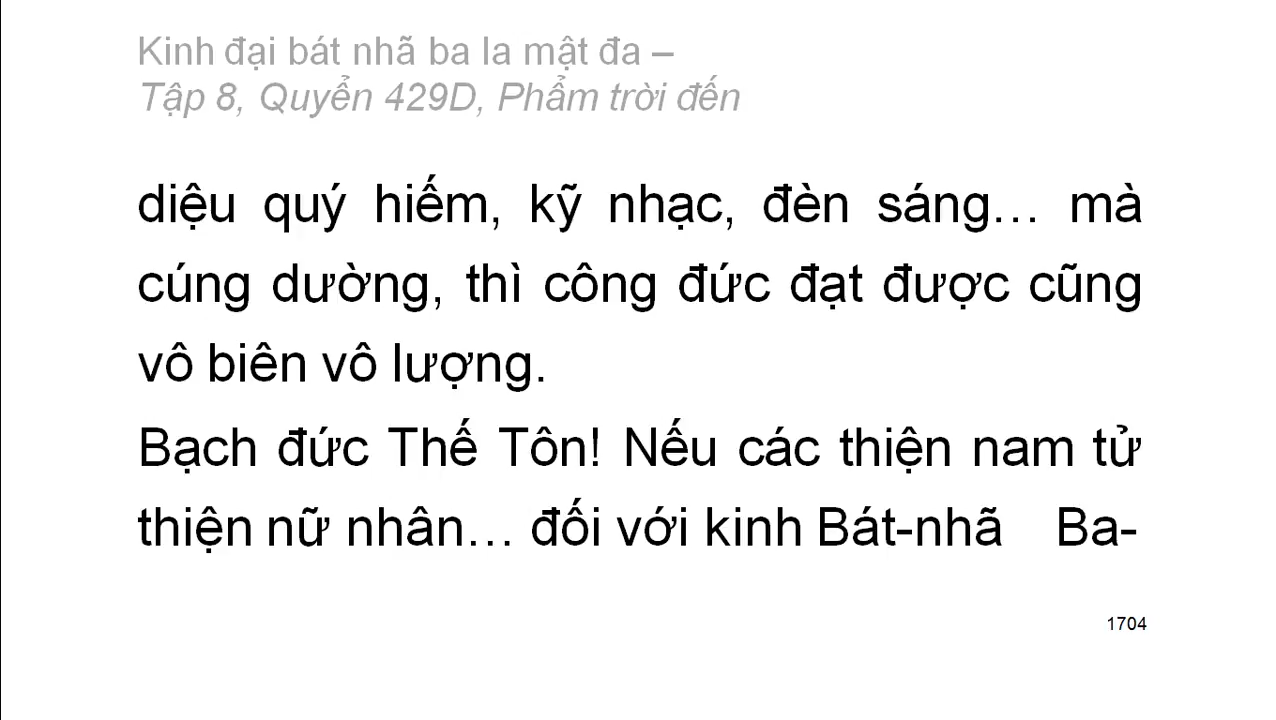 Kinh đại bát nhã ba la mật đa –
Tập 8, Quyển 429D, Phẩm trời đến
diệu quý hiếm, kỹ nhạc, đèn sáng… mà
cúng dường, thì công đức đạt được cũng
vô biên vô lượng.
Bạch đức Thế Tôn! Nếu các thiện nam tử
thiện nữ nhân… đối với kinh Bát-nhã Ba-
1704